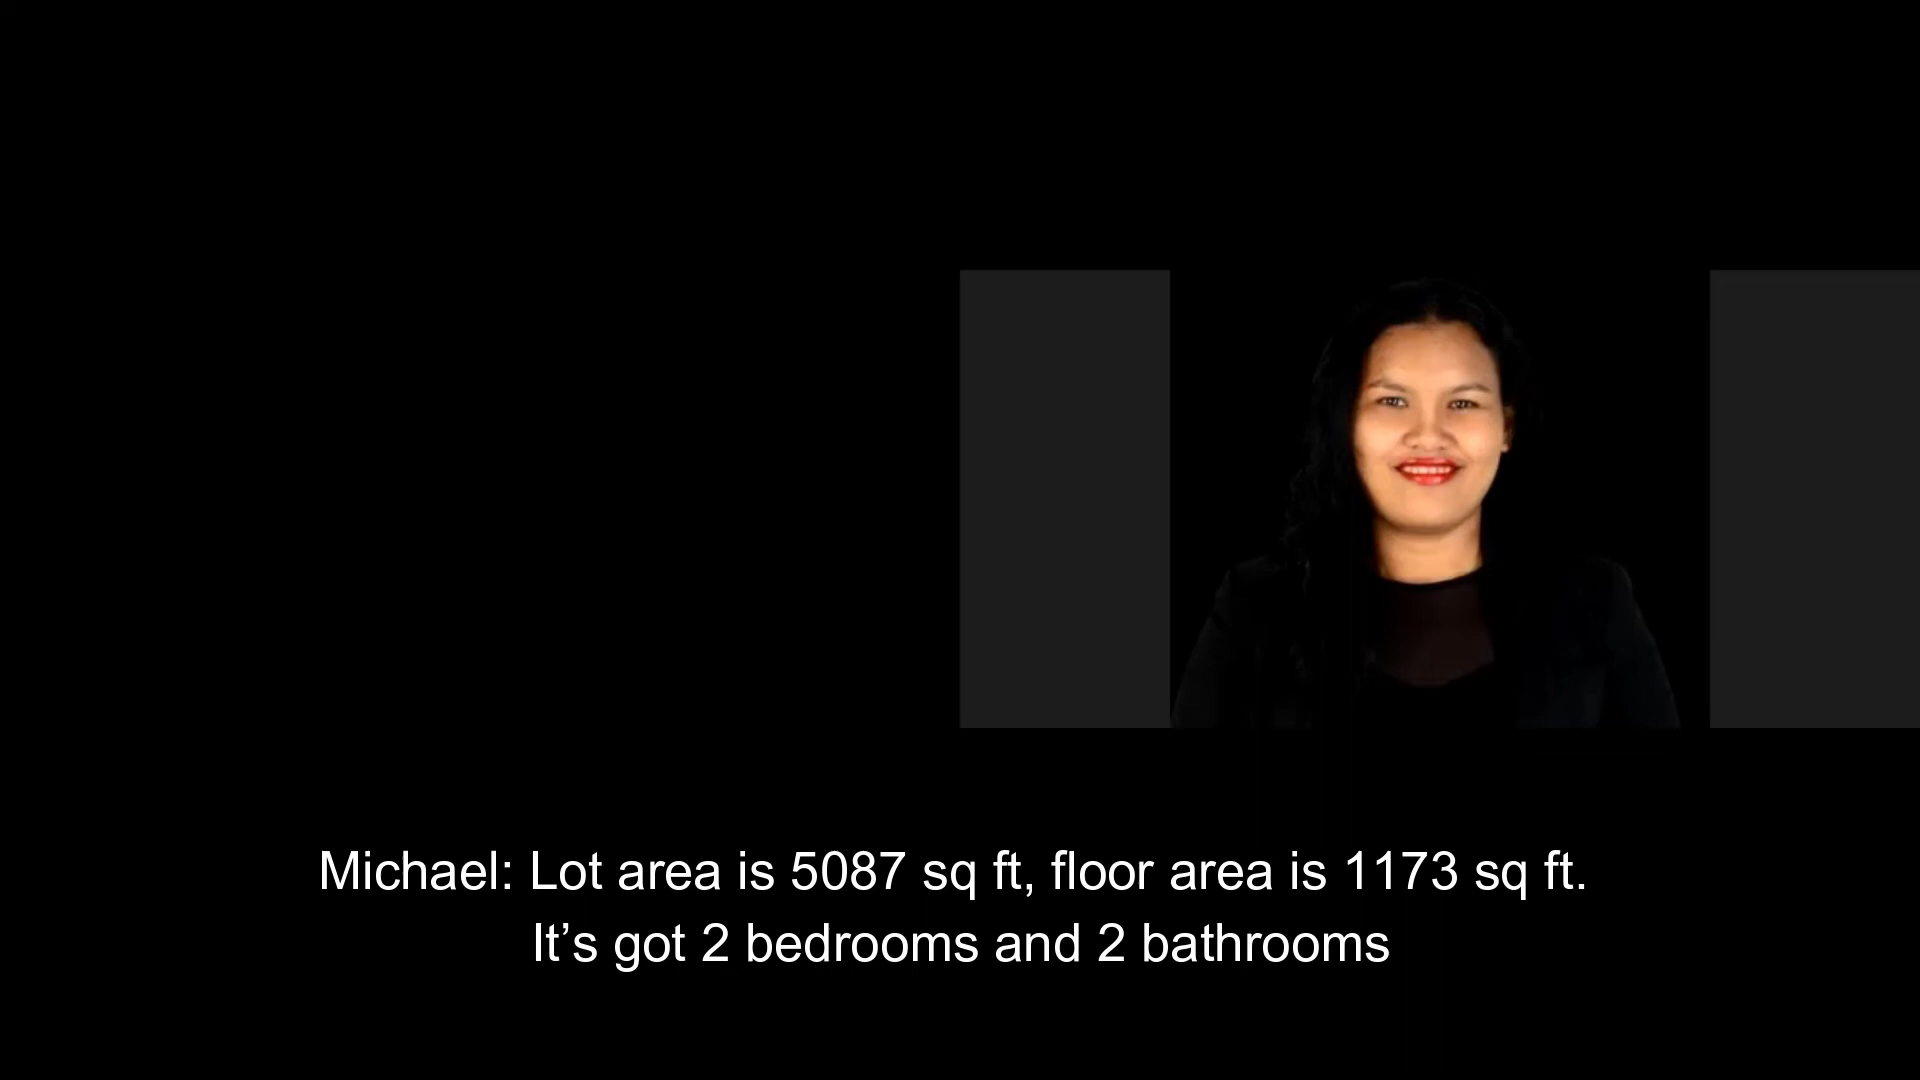 Michael: Lot area is 5087 sq ft, floor area is 1173 sq ft.
It’s got 2 bedrooms and 2 bathrooms